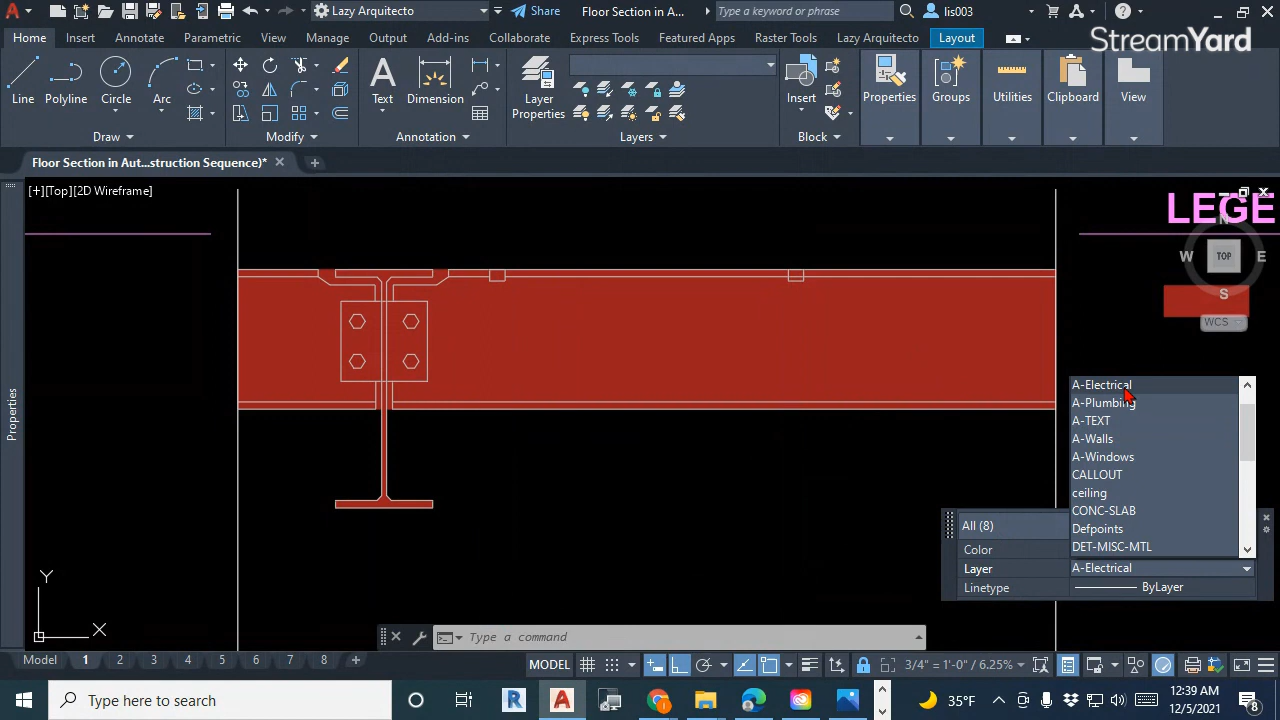 Lazy Arquitecto
Share
Floor Section in A...
Type a keyword or phrase
lis003
StreamYard
Home
Insert
Annotate
Parametric
View
Manage
Output
Add-ins
Collaborate
Express Tools
Featured Apps
Raster Tools
Lazy Arquitecto
Layout
Line
Polyline
Circle
Arc
Text
Dimension
Layer
Properties
Insert
Properties
Groups
Utilities
Clipboard
View
Draw
Modify
Annotation
Layers
Block
Floor Section in Aut...struction Sequence)*
[+][Top][2D Wireframe]
LEGE
N
W
TOP
E
S
WCS
Properties
A-Electrical
A-Plumbing
A-TEXT
A-Walls
A-Windows
CALLOUT
ceiling
CONC-SLAB
Defpoints
DET-MISC-MTL
All (8)
Color
Layer
A-Electrical
Linetype
ByLayer
Y
X
Type a command
Model
1
2
3
4
5
6
7
8
MODEL
3/4" = 1'-0" / 6.25%
Type here to search
35°F
12:39 AM
12/5/2021
8